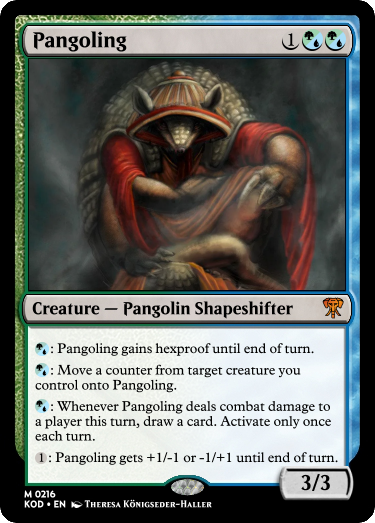 Pangoling 1
Creature — Pangolin Shapeshifter
: Pangoling gains hexproof until end of turn.
: Move a counter from target creature you
control onto Pangoling.
: Whenever Pangoling deals combat damage to
a player this turn, draw a card. Activate only once
each turn.
1: Pangoling gets +1/-1 or -1/+1 until end of turn.
3/3
M 0216
KOD • EN Theresa Königseder-Haller